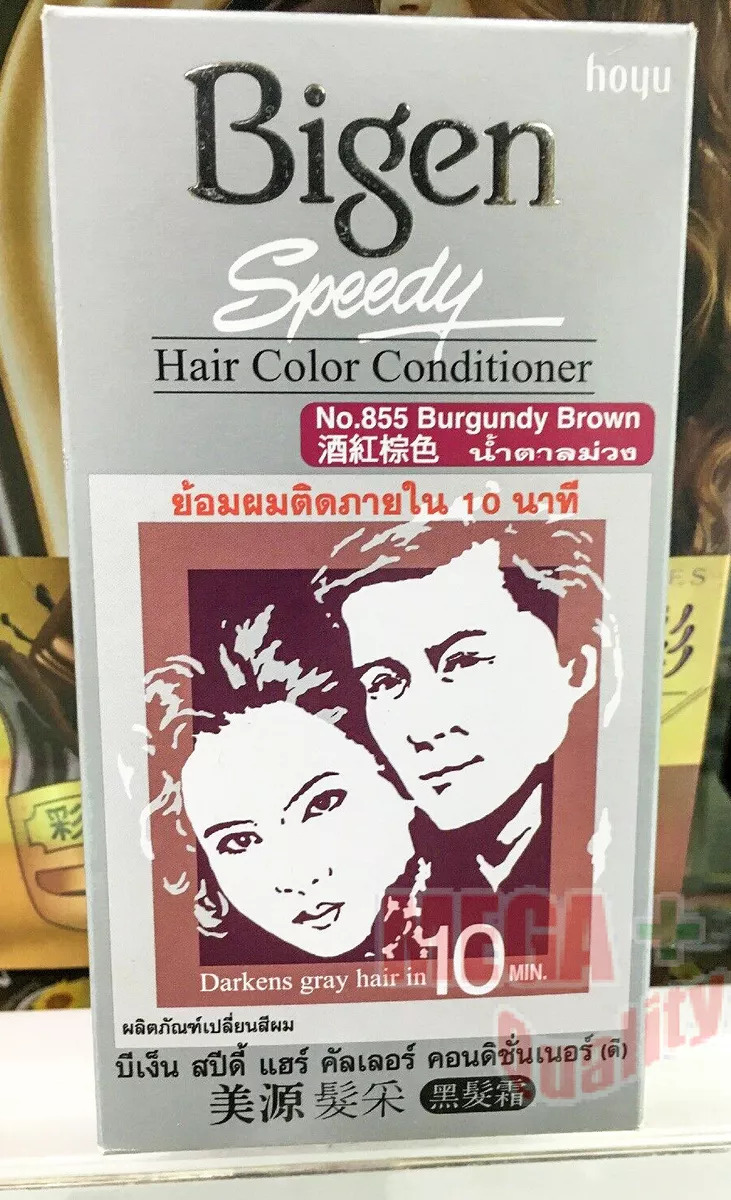 hoyu
Bigen
Speedy
Hair Color Conditioner
No.855 Burgundy Brown
酒紅棕色 น้ำตาลม่วง
ย้อมผมติดภายใน 10 นาที
Darkens gray hair in 10 MIN.
ผลิตภัณฑ์เปลี่ยนสีผม
บีเง็น สปีดี้ แฮร์ คัลเลอร์ คอนดิชั่นเนอร์ (ดี)
美源 髮采 黑髮霜
MEGA
Quality
彩